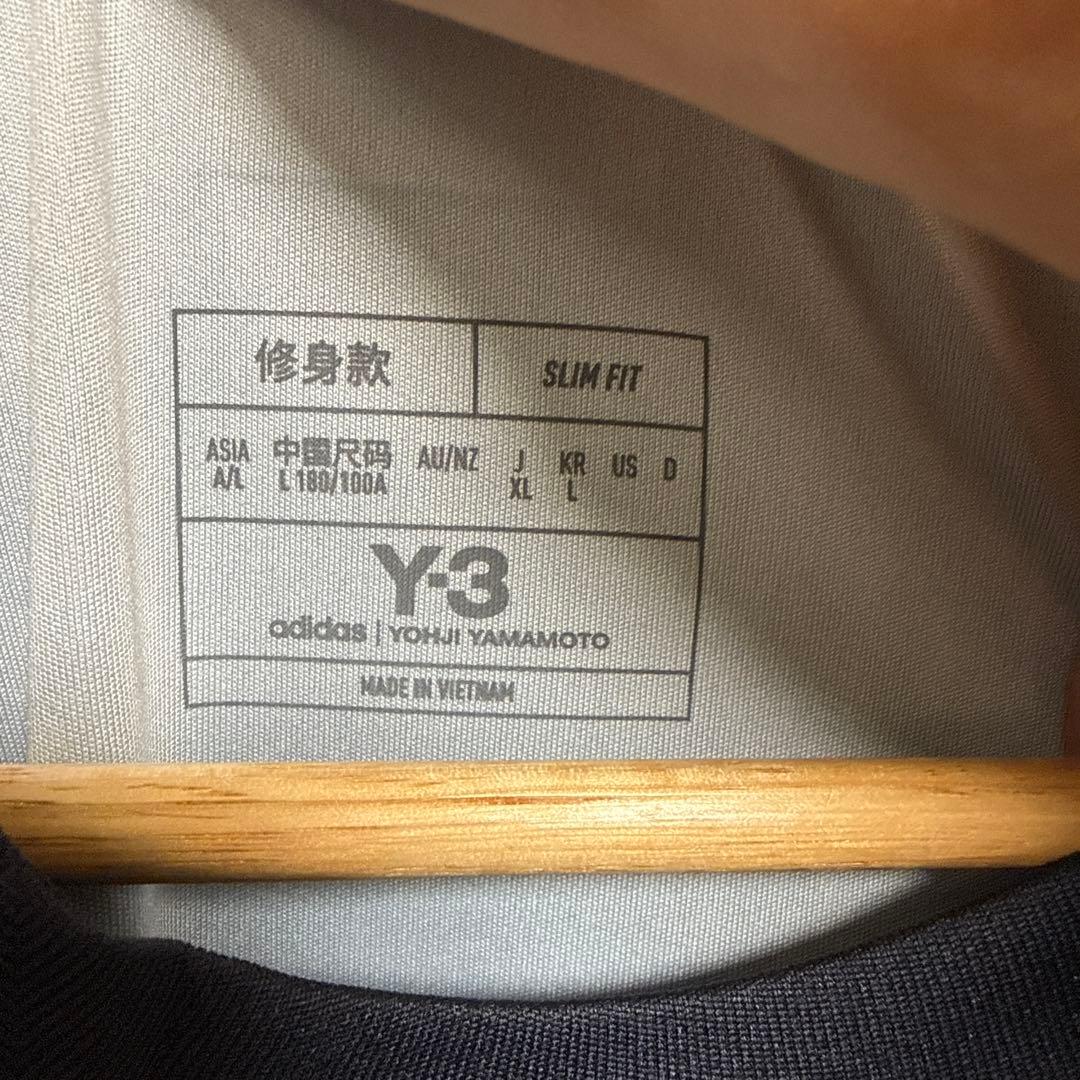 修身款 SLIM FIT
ASIA 中国尺码 AU/NZ J KR US D
A/L L 180/100A XL L
Y-3
adidas | YOHJI YAMAMOTO
MADE IN VIETNAM